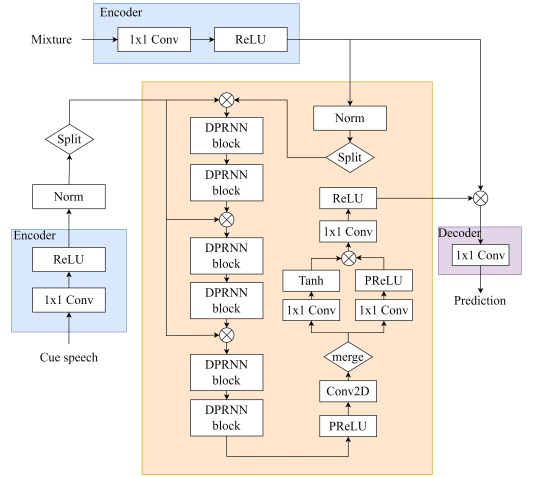 Encoder
Mixture
1x1 Conv
ReLU
Split
Norm
Encoder
ReLU
1x1 Conv
Cue speech
DPRNN
block
DPRNN
block
DPRNN
block
DPRNN
block
DPRNN
block
DPRNN
block
Norm
Split
ReLU
1x1 Conv
Tanh
PReLU
1x1 Conv
1x1 Conv
merge
Conv2D
PReLU
Decoder
1x1 Conv
Prediction